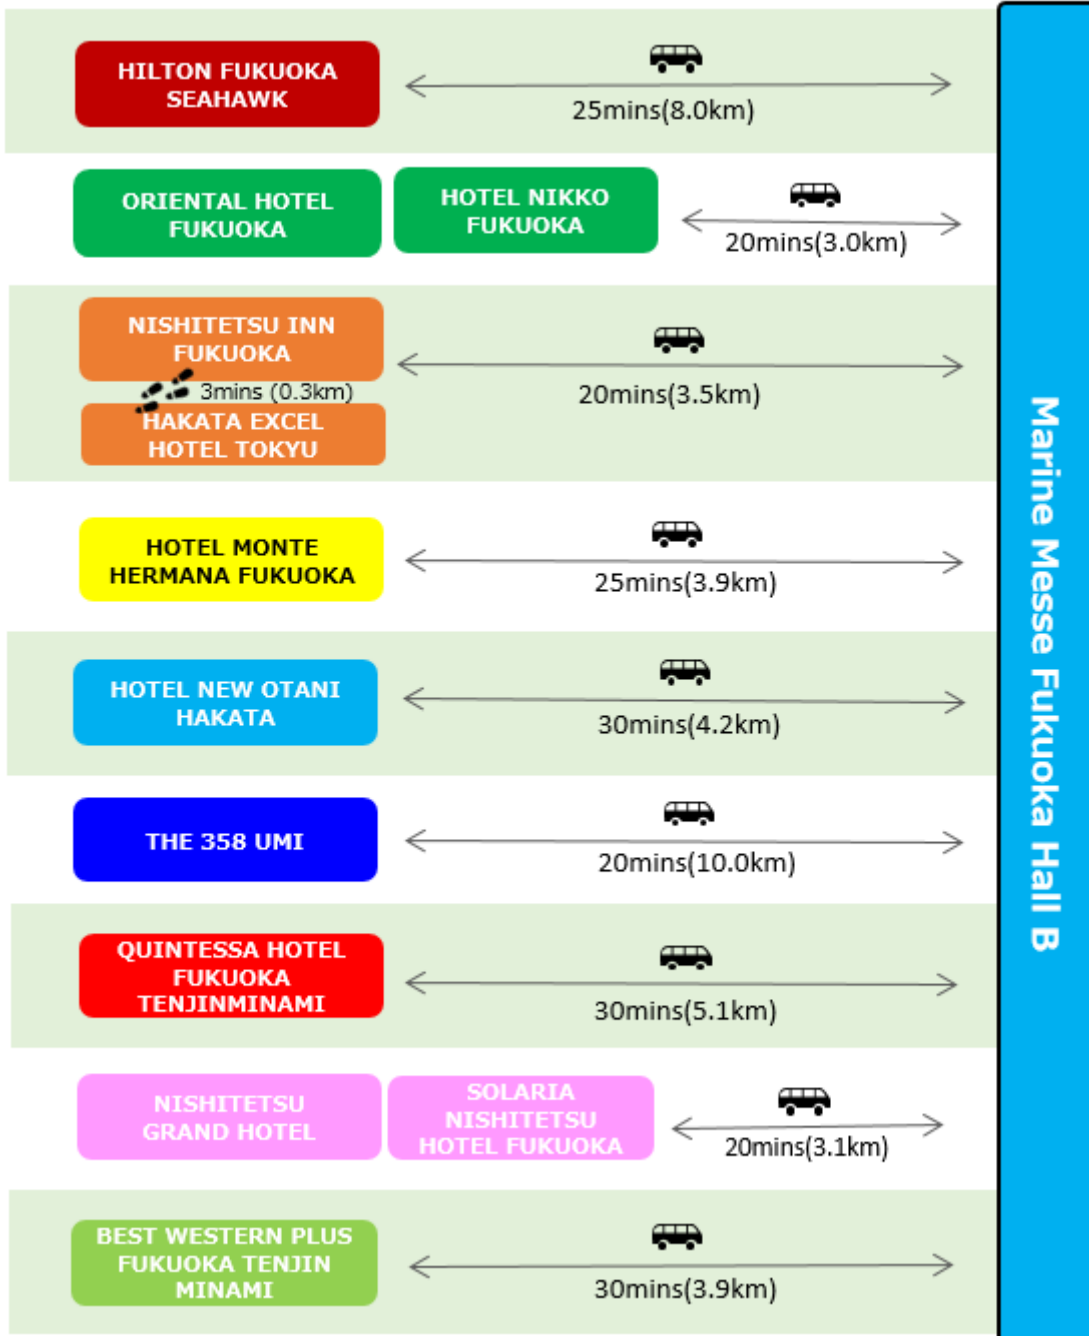 HILTON FUKUOKA
SEAHAWK
25mins(8.0km)
ORIENTAL HOTEL
FUKUOKA
HOTEL NIKKO
FUKUOKA
20mins(3.0km)
NISHITETSU INN
FUKUOKA
3mins (0.3km)
HAKATA EXCEL
HOTEL TOKYU
20mins(3.5km)
HOTEL MONTE
HERMANA FUKUOKA
25mins(3.9km)
HOTEL NEW OTANI
HAKATA
30mins(4.2km)
THE 358 UMI
20mins(10.0km)
QUINTESSA HOTEL
FUKUOKA
TENJINMINAMI
30mins(5.1km)
NISHITETSU
GRAND HOTEL
SOLARIA
NISHITETSU
HOTEL FUKUOKA
20mins(3.1km)
BEST WESTERN PLUS
FUKUOKA TENJIN
MINAMI
30mins(3.9km)
Marine Messe Fukuoka Hall B